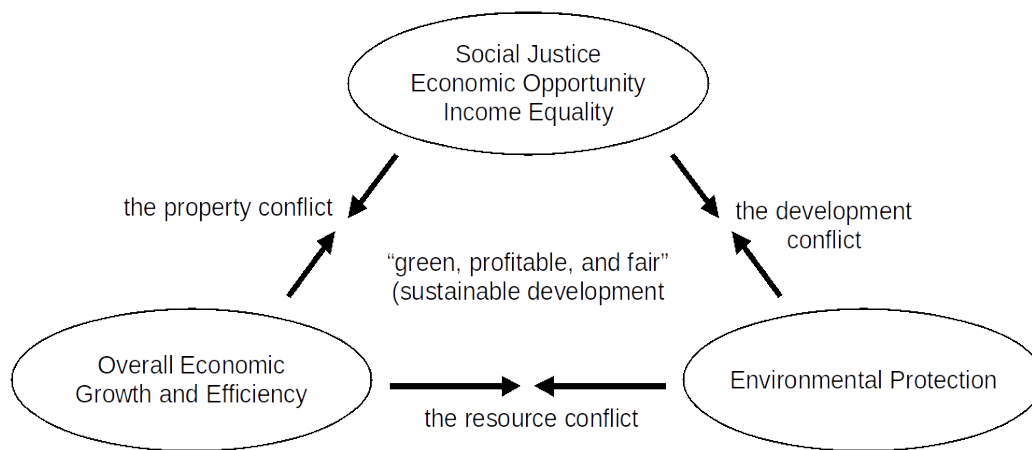 Social Justice
Economic Opportunity
Income Equality
the property conflict
the development
conflict
“green, profitable, and fair”
(sustainable development
Overall Economic
Growth and Efficiency
Environmental Protection
the resource conflict